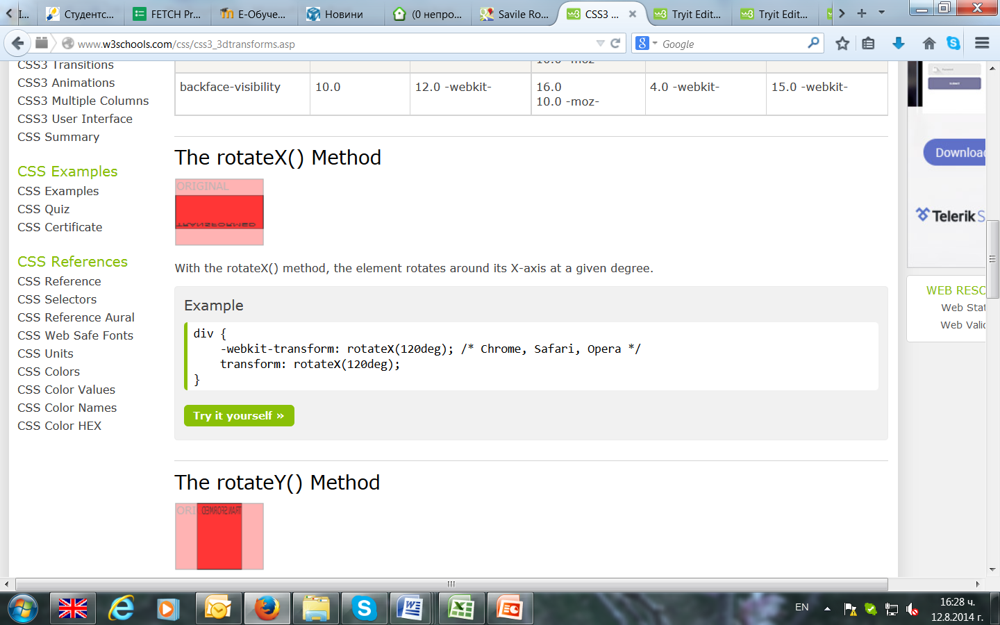 I...
Студентс...
FETCH Pr...
Е-Обуче...
Новини
(0 непро...
Savile Ro...
CSS3 ...
Tryit Edit...
Tryit Edit...
www.w3schools.com/css/css3_3dtransforms.asp
Google
CSS3 Transitions
CSS3 Animations
CSS3 Multiple Columns
CSS3 User Interface
CSS Summary
CSS Examples
CSS Examples
CSS Quiz
CSS Certificate
CSS References
CSS Reference
CSS Selectors
CSS Reference Aural
CSS Web Safe Fonts
CSS Units
CSS Colors
CSS Color Values
CSS Color Names
CSS Color HEX
10.0 -moz-
backface-visibility 10.0 12.0 -webkit- 16.0 4.0 -webkit- 15.0 -webkit-
10.0 -moz-
The rotateX() Method
ORIGINAL
TRANSFORMED
With the rotateX() method, the element rotates around its X-axis at a given degree.
Example
div {
-webkit-transform: rotateX(120deg); /* Chrome, Safari, Opera */
transform: rotateX(120deg);
}
Try it yourself »
The rotateY() Method
ORI
TRANSFORMED
Download
Telerik S
WEB RESO
Web Stat
Web Valid
EN
16:28 ч.
12.8.2014 г.